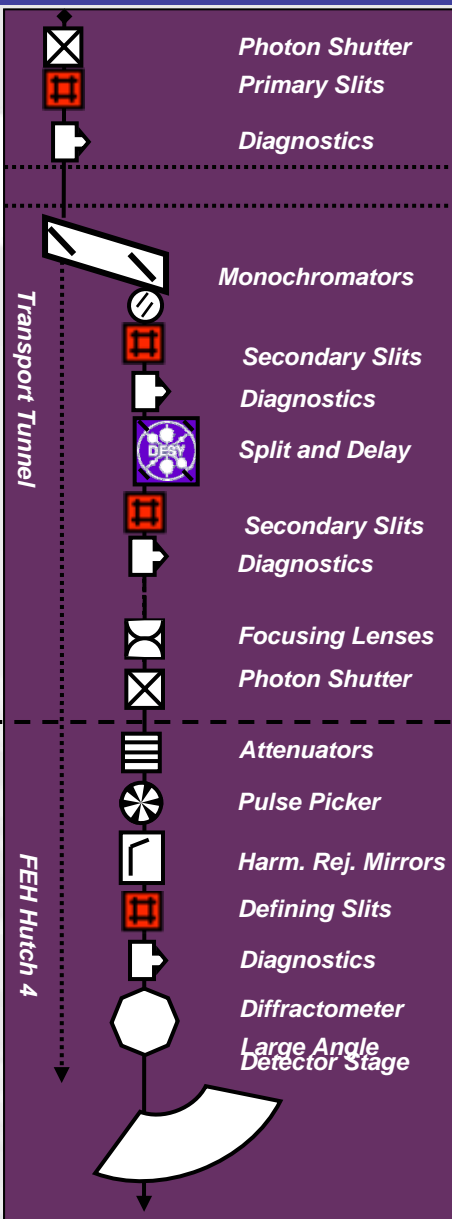 Photon Shutter
Primary Slits
Diagnostics
Monochromators
Transport Tunnel
Secondary Slits
Diagnostics
DESY
Split and Delay
Secondary Slits
Diagnostics
Focusing Lenses
Photon Shutter
Attenuators
Pulse Picker
Harm. Rej. Mirrors
FEH Hutch 4
Defining Slits
Diagnostics
Diffractometer
Large Angle
Detector Stage